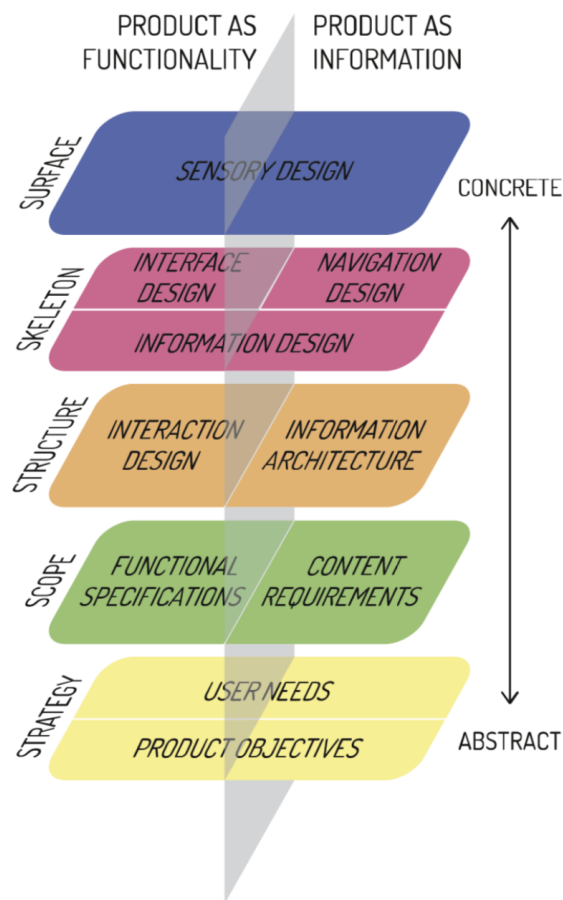 PRODUCT AS
FUNCTIONALITY
PRODUCT AS
INFORMATION
SURFACE
SENSORY DESIGN
CONCRETE
SKELETON
INTERFACE
DESIGN
NAVIGATION
DESIGN
INFORMATION DESIGN
STRUCTURE
INTERACTION
DESIGN
INFORMATION
ARCHITECTURE
SCOPE
FUNCTIONAL
SPECIFICATIONS
CONTENT
REQUIREMENTS
STRATEGY
USER NEEDS
PRODUCT OBJECTIVES
ABSTRACT